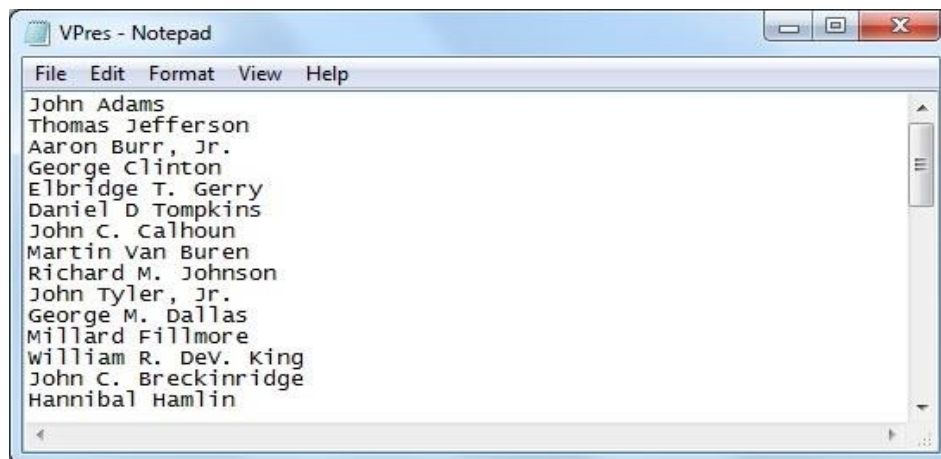 VPres - Notepad
File Edit Format View Help
John Adams
Thomas Jefferson
Aaron Burr, Jr.
George Clinton
Elbridge T. Gerry
Daniel D Tompkins
John C. Calhoun
Martin Van Buren
Richard M. Johnson
John Tyler, Jr.
George M. Dallas
Millard Fillmore
William R. DeV. King
John C. Breckinridge
Hannibal Hamlin